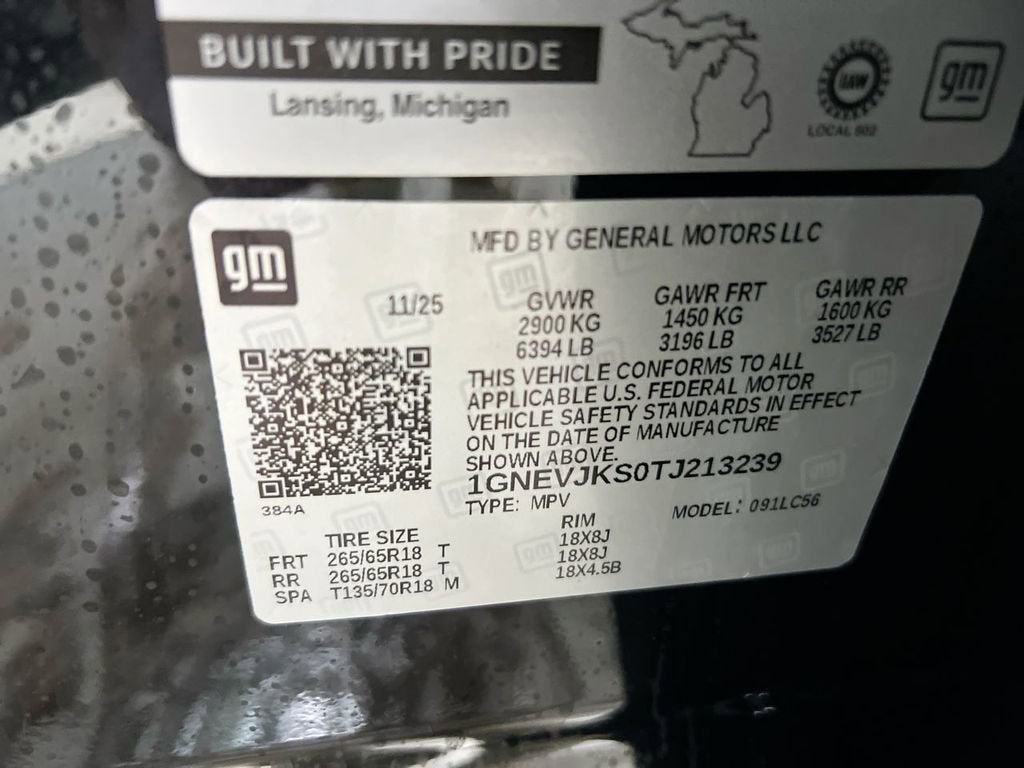 BUILT WITH PRIDE
Lansing, Michigan
UAW
LOCAL 602
gm
gm
MFD BY GENERAL MOTORS LLC
11/25
GVWR GAWR FRT GAWR RR
2900 KG 1450 KG 1600 KG
6394 LB 3196 LB 3527 LB
THIS VEHICLE CONFORMS TO ALL
APPLICABLE U.S. FEDERAL MOTOR
VEHICLE SAFETY STANDARDS IN EFFECT
ON THE DATE OF MANUFACTURE
SHOWN ABOVE.
1GNEVJKS0TJ213239
TYPE: MPV MODEL: 091LC56
384A
TIRE SIZE RIM
FRT 265/65R18 T 18X8J
RR 265/65R18 T 18X8J
SPA T135/70R18 M 18X4.5B